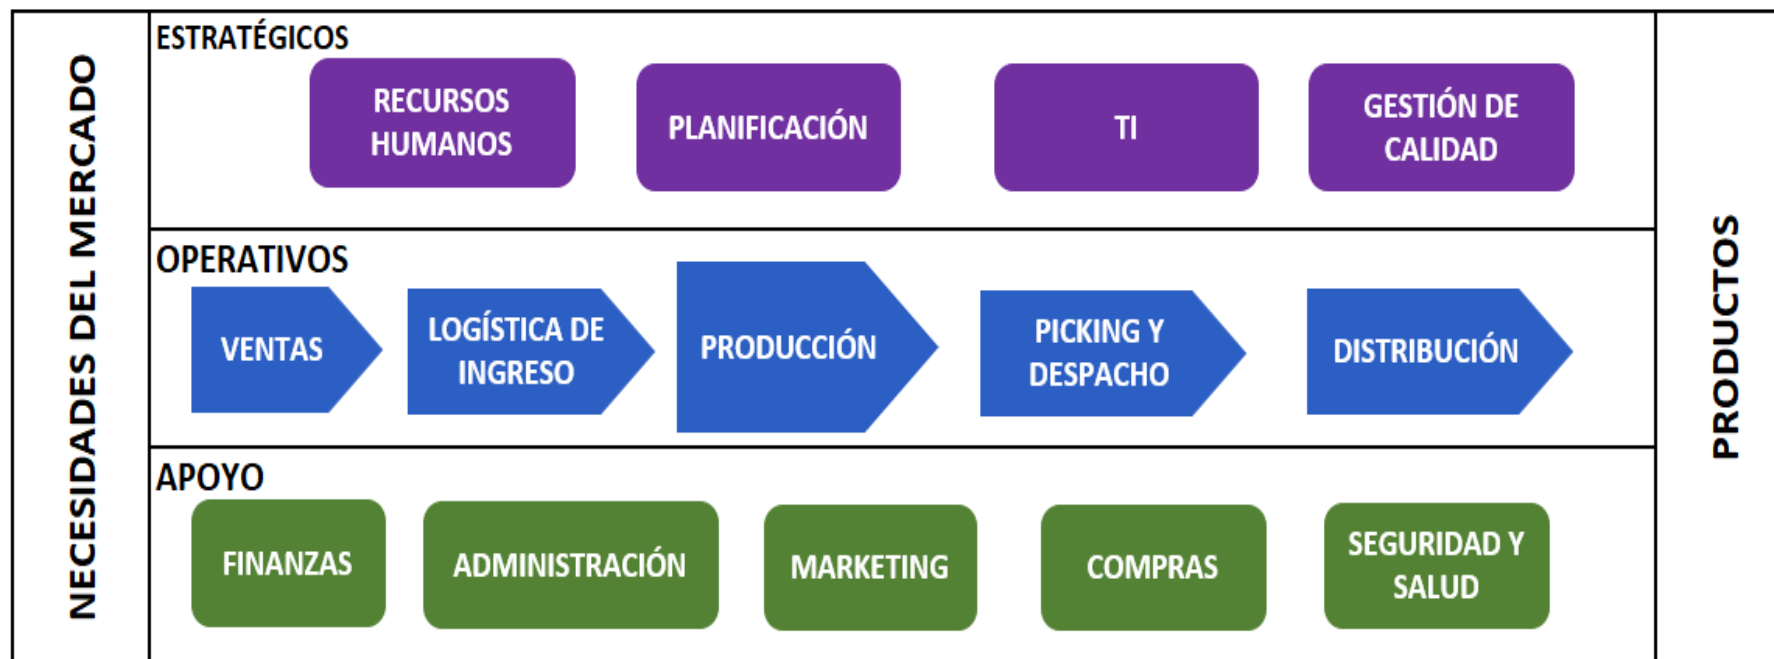 NECESIDADES DEL MERCADO
ESTRATÉGICOS
RECURSOS
HUMANOS
PLANIFICACIÓN
TI
GESTIÓN DE
CALIDAD
OPERATIVOS
VENTAS
LOGÍSTICA DE
INGRESO
PRODUCCIÓN
PICKING Y
DESPACHO
DISTRIBUCIÓN
APOYO
FINANZAS
ADMINISTRACIÓN
MARKETING
COMPRAS
SEGURIDAD Y
SALUD
PRODUCTOS